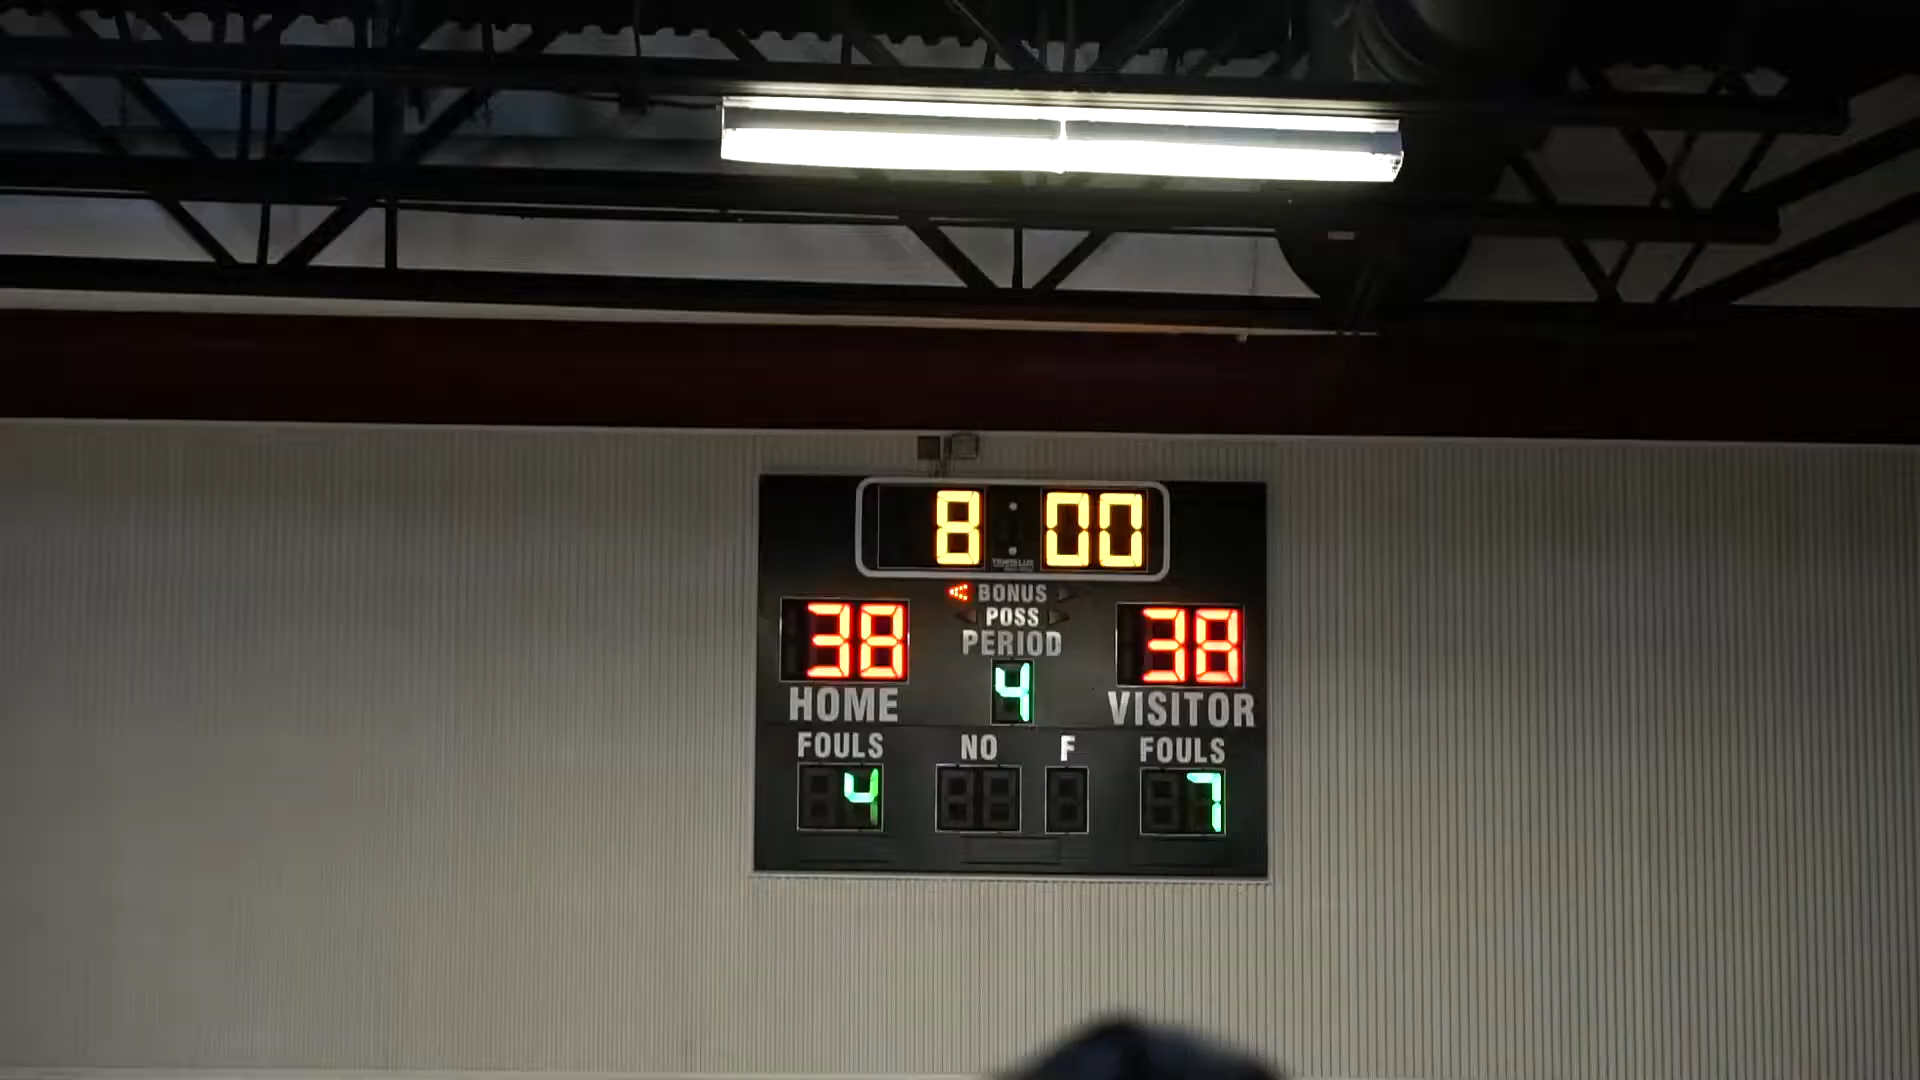 8:00
BONUS
POSS
PERIOD
38 4 38
HOME VISITOR
FOULS NO F FOULS
4 7